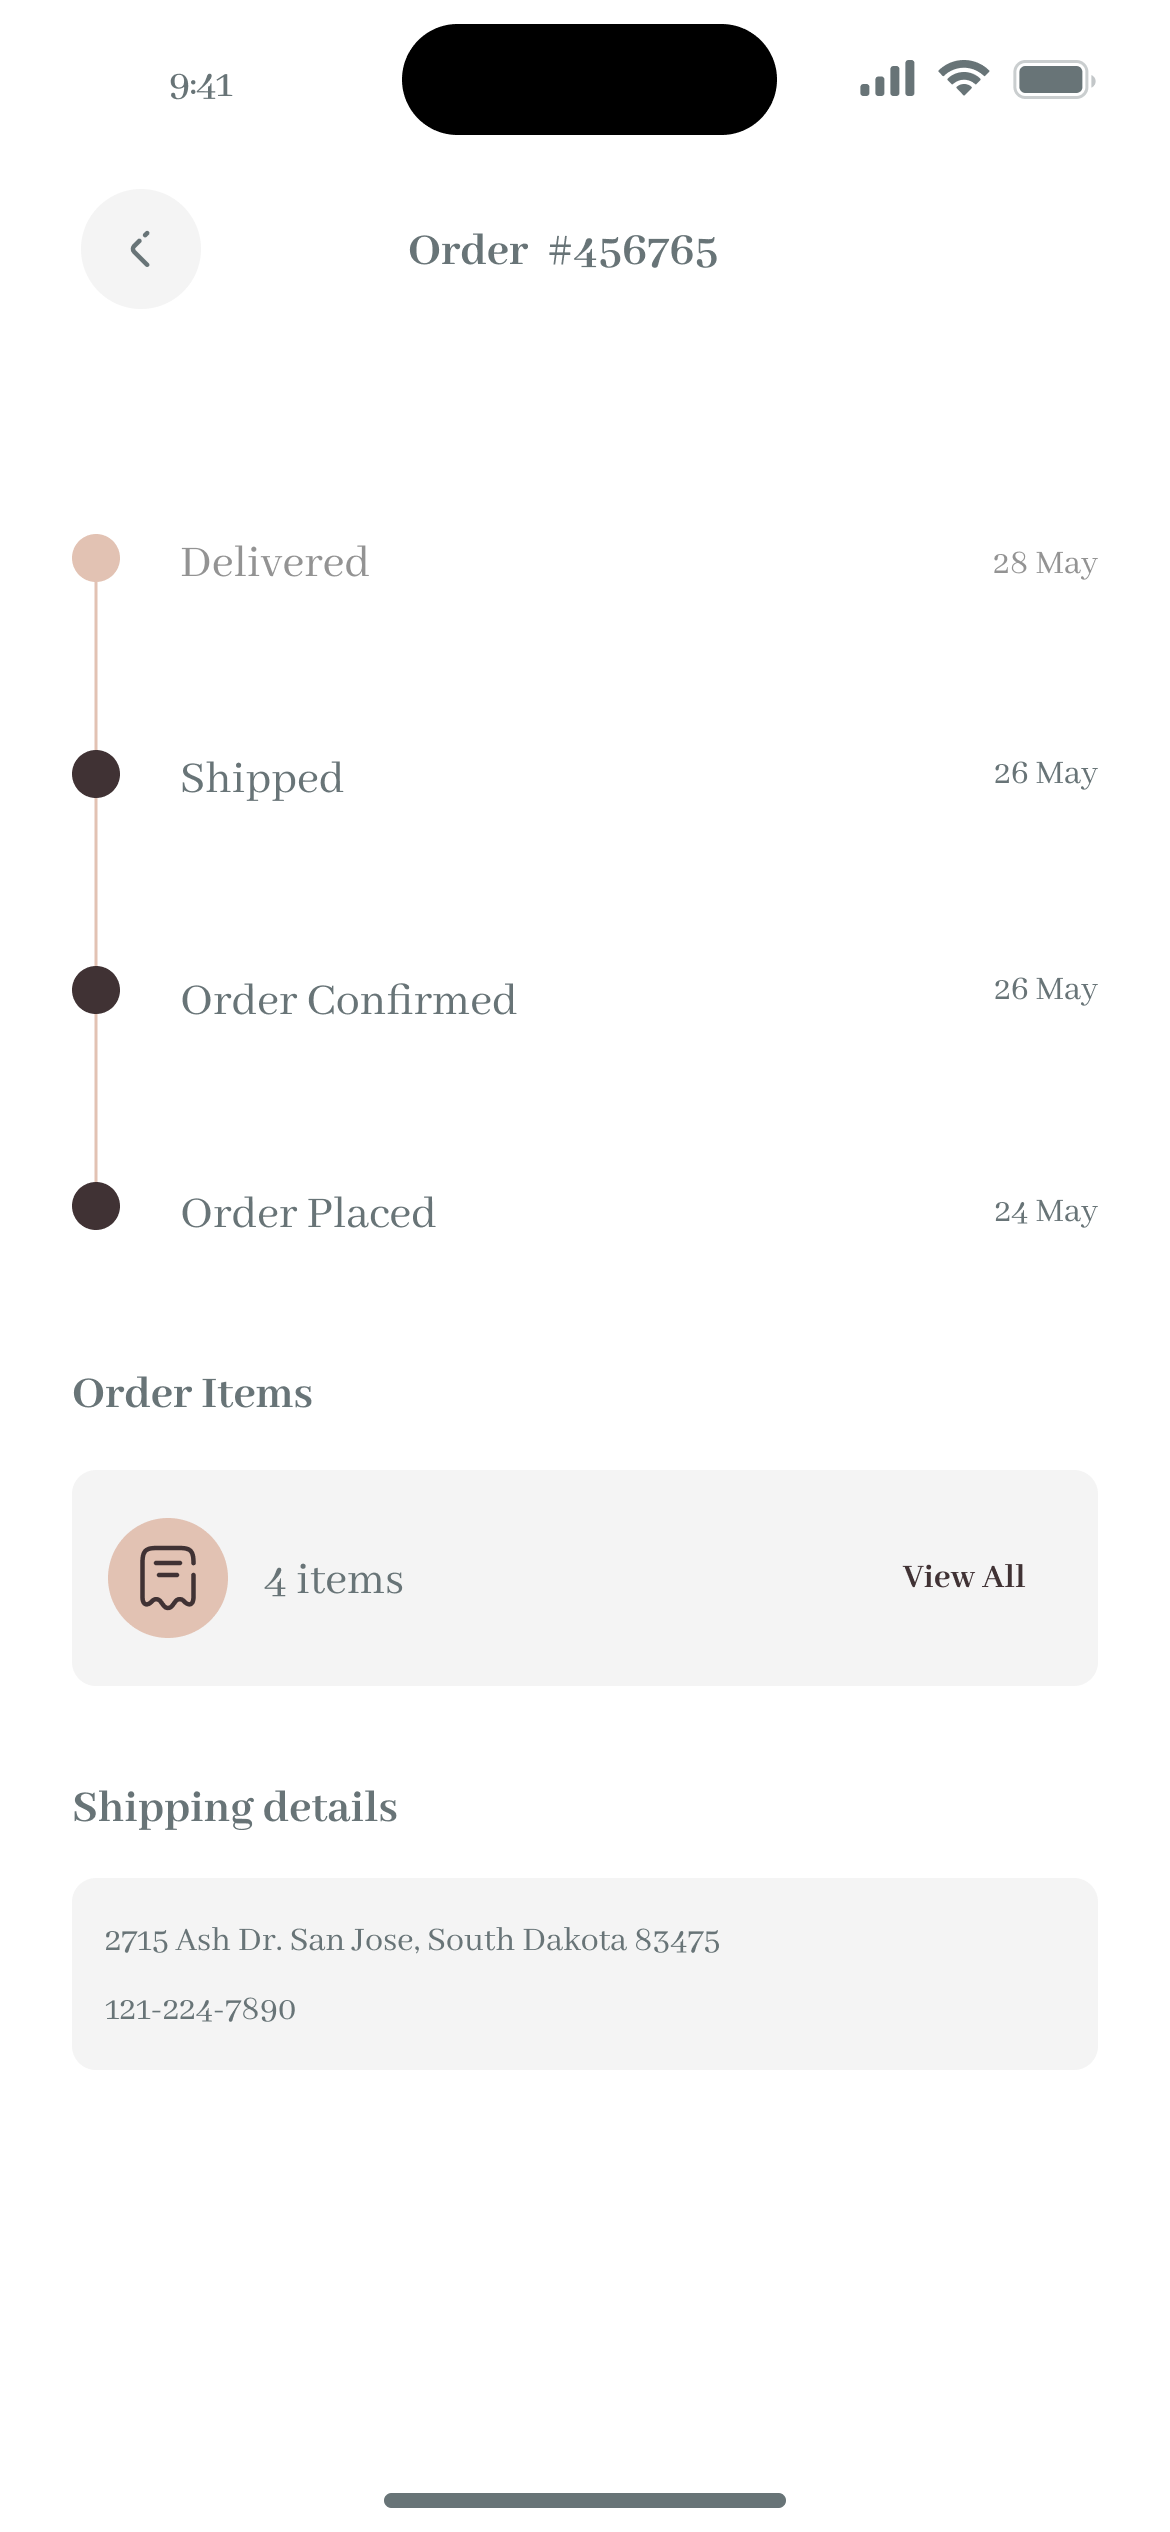 9:41
Order #456765
Delivered 28 May
Shipped 26 May
Order Confirmed 26 May
Order Placed 24 May
Order Items
4 items View All
Shipping details
2715 Ash Dr. San Jose, South Dakota 83475
121-224-7890